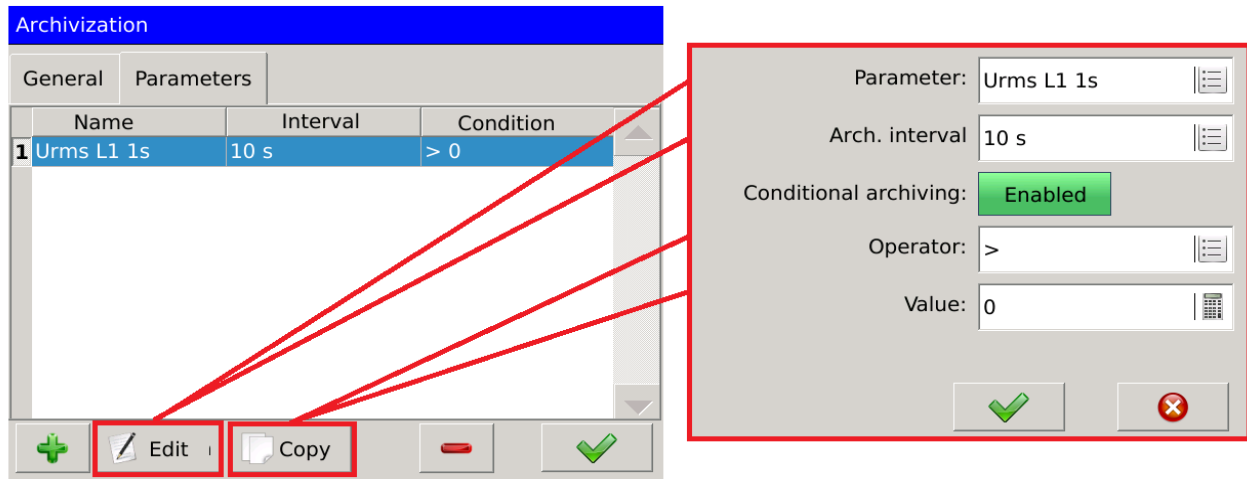 Archivization
General Parameters
Name Interval Condition
1 Urms L1 1s 10 s > 0
Edit Copy
Parameter: Urms L1 1s
Arch. interval 10 s
Conditional archiving: Enabled
Operator: >
Value: 0